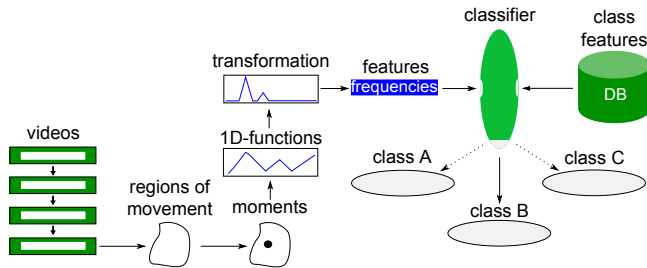 videos
regions of
movement
moments
1D-functions
transformation
features
frequencies
classifier
class
features
DB
class A
class B
class C